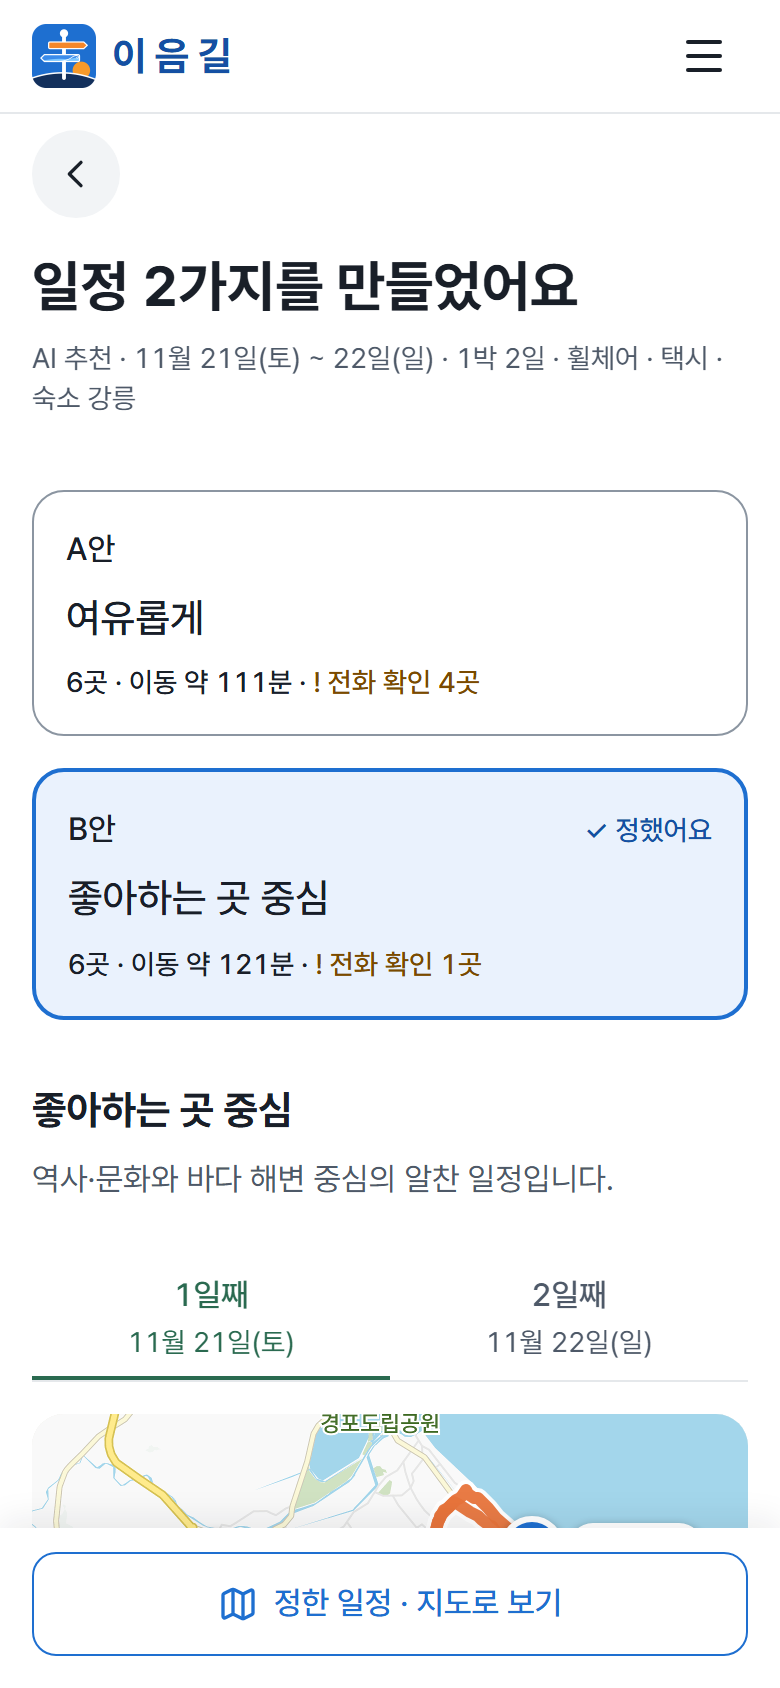 이음길
일정 2가지를 만들었어요
AI 추천 · 11월 21일(토) ~ 22일(일) · 1박 2일 · 휠체어 · 택시 ·
숙소 강릉
A안
여유롭게
6곳 · 이동 약 111분 · ! 전화 확인 4곳
B안
✓ 정했어요
좋아하는 곳 중심
6곳 · 이동 약 121분 · ! 전화 확인 1곳
좋아하는 곳 중심
역사·문화와 바다 해변 중심의 알찬 일정입니다.
1일째
11월 21일(토)
2일째
11월 22일(일)
경포도립공원
정한 일정 · 지도로 보기